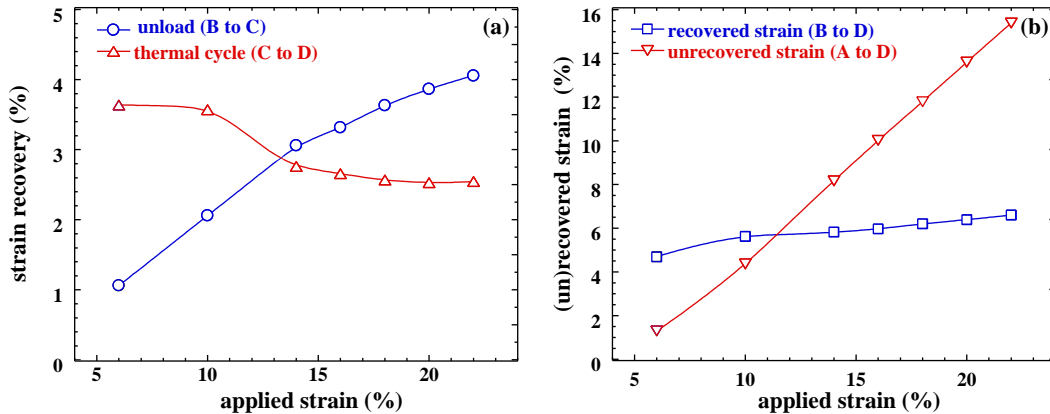 5
4
3
2
1
0
strain recovery (%)
unload (B to C)
thermal cycle (C to D)
(a)
5
10
15
20
applied strain (%)
16
14
12
10
8
6
4
2
0
(un)recovered strain (%)
recovered strain (B to D)
unrecovered strain (A to D)
(b)
5
10
15
20
applied strain (%)